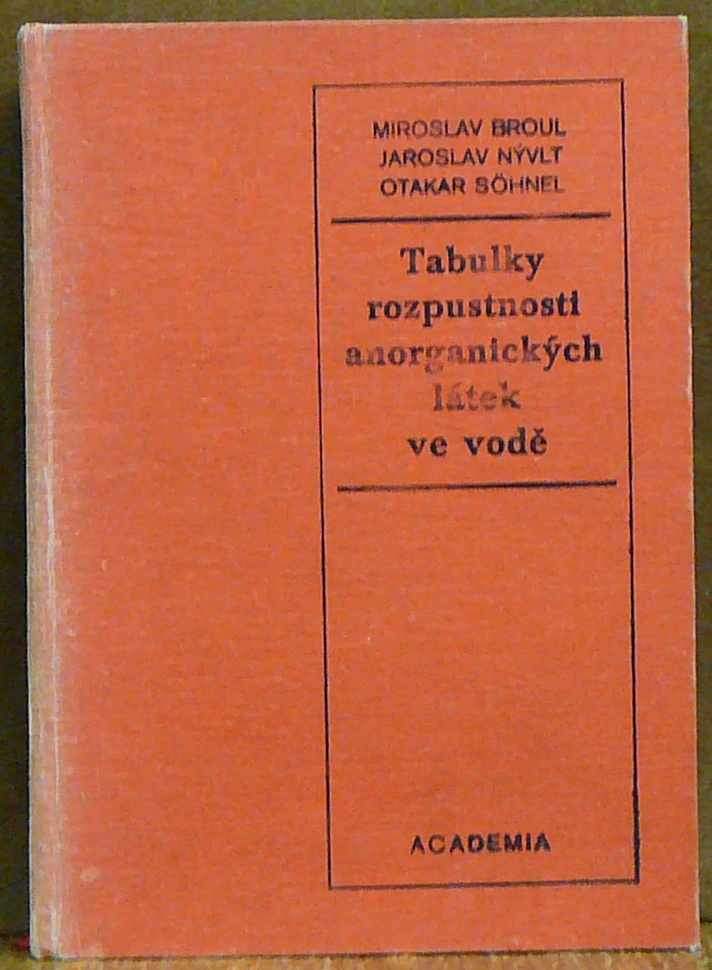 MIROSLAV BROUL
JAROSLAV NÝVLT
OTAKAR SÖHNEL
Tabulky
rozpustnosti
anorganických
látek
ve vodě
ACADEMIA